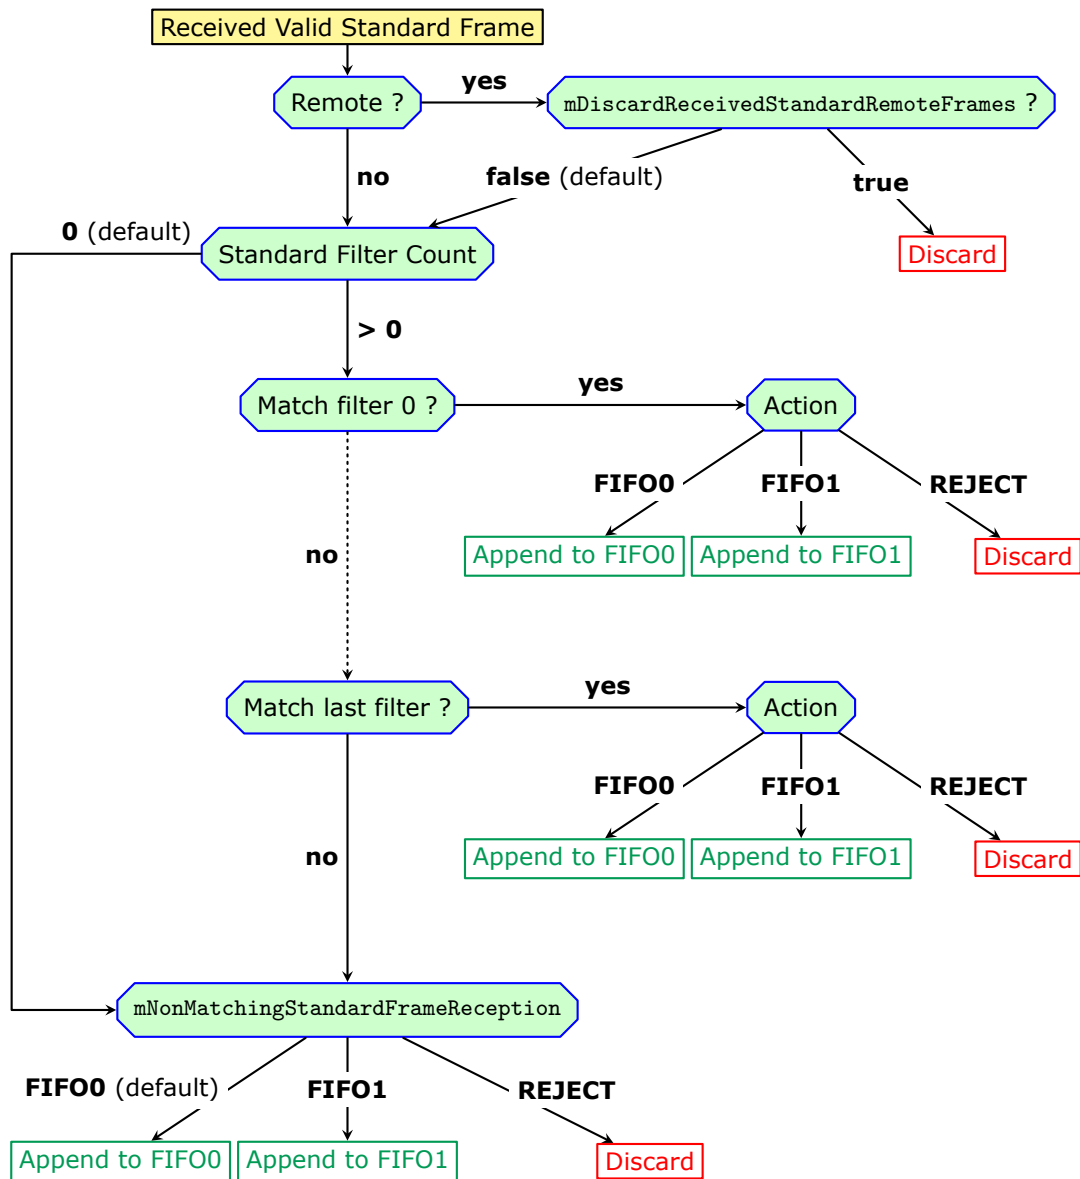 Received Valid Standard Frame
Remote ?
yes
mDiscardReceivedStandardRemoteFrames ?
no
false (default)
true
0 (default)
Standard Filter Count
Discard
> 0
Match filter 0 ?
yes
Action
FIFO0
FIFO1
REJECT
no
Append to FIFO0
Append to FIFO1
Discard
Match last filter ?
yes
Action
FIFO0
FIFO1
REJECT
no
Append to FIFO0
Append to FIFO1
Discard
mNonMatchingStandardFrameReception
FIFO0 (default)
FIFO1
REJECT
Append to FIFO0
Append to FIFO1
Discard